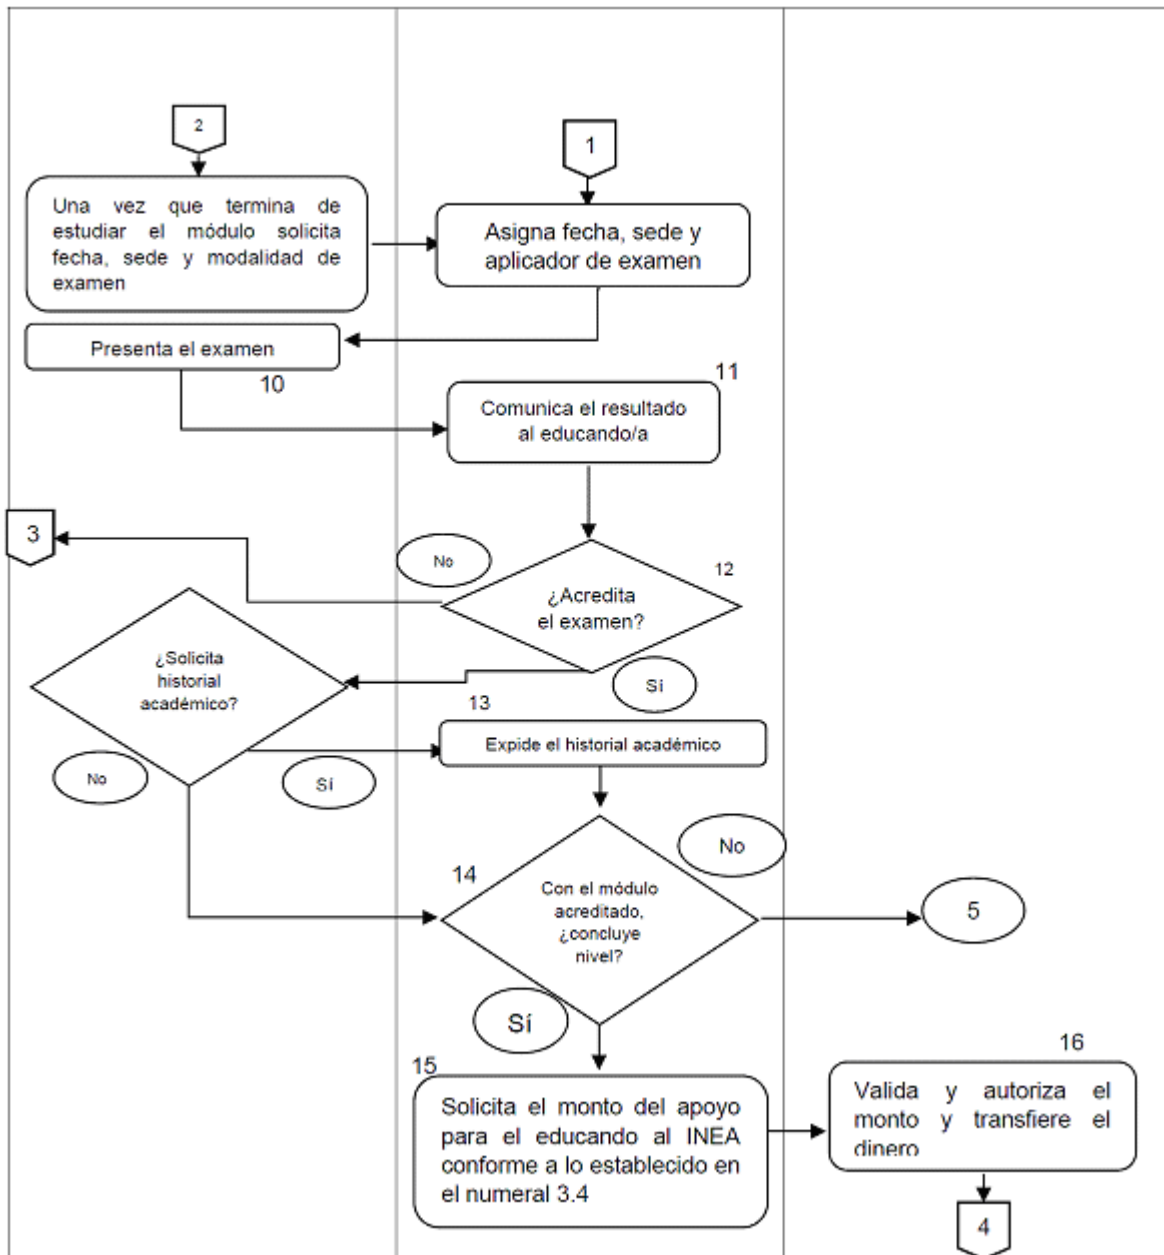 2
1
Una vez que termina de
estudiar el módulo solicita
fecha, sede y modalidad de
examen
Asigna fecha, sede y
aplicador de examen
Presenta el examen
10
11
Comunica el resultado
al educando/a
3
No
12
¿Acredita
el examen?
¿Solicita
historial
académico?
Sí
13
Expide el historial académico
No
Sí
No
14
Con el módulo
acreditado,
¿concluye
nivel?
5
Sí
15
Solicita el monto del apoyo
para el educando al INEA
conforme a lo establecido en
el numeral 3.4
16
Valida y autoriza el
monto y transfiere el
dinero
4